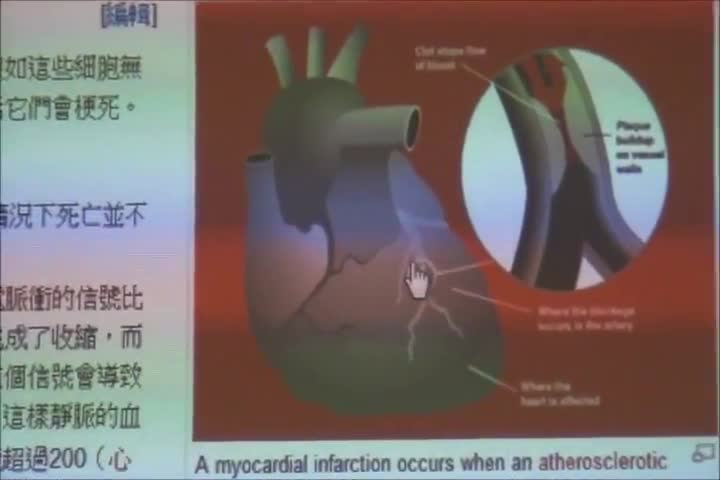 [編輯]
如這些細胞無
它們會梗死。
情況下死亡並不
脈衝的信號比
成了收縮，而
個信號會導致
這樣靜脈的血
超過200（心
Clot stops flow
of blood
Plaque
buildup
on vessel
walls
Where the blockage
occurs in the artery
Where the
heart is affected
A myocardial infarction occurs when an atherosclerotic